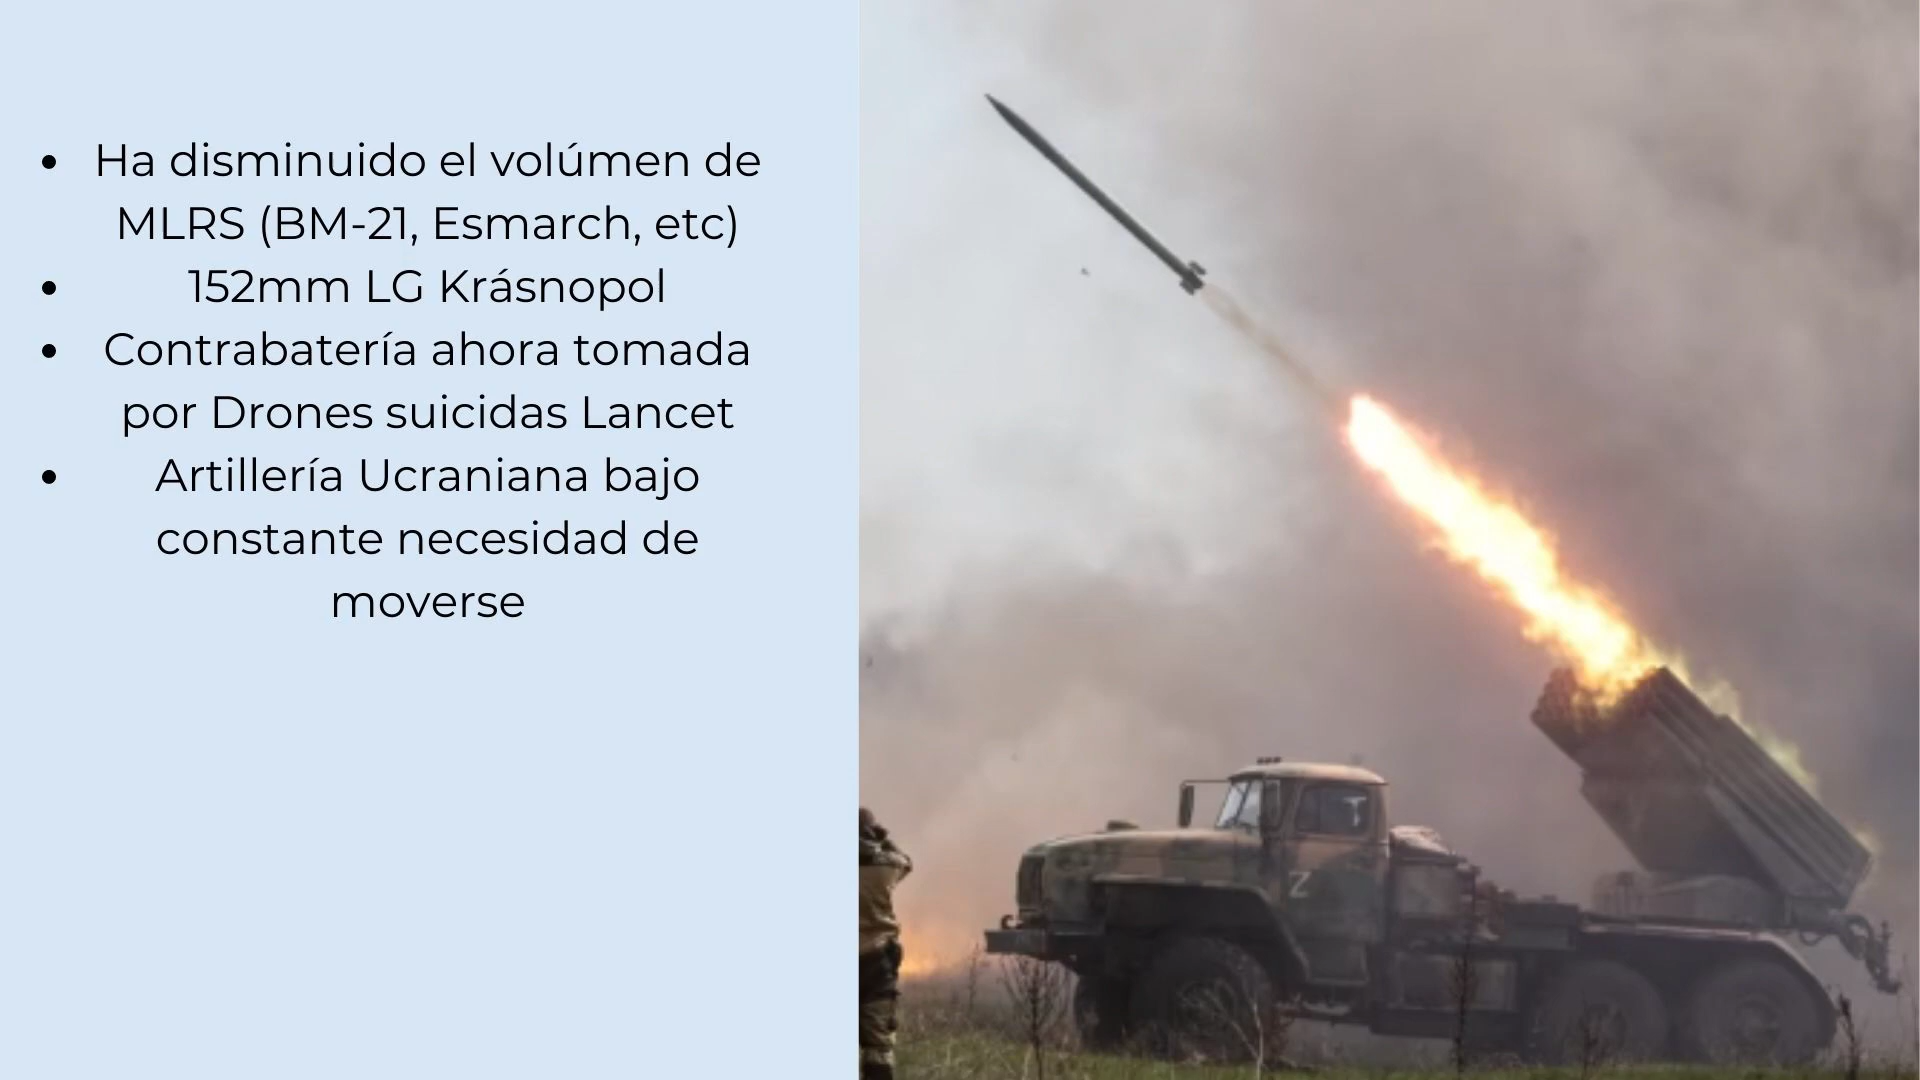 Ha disminuido el volúmen de
MLRS (BM-21, Esmarch, etc)
152mm LG Krásnopol
Contrabatería ahora tomada
por Drones suicidas Lancet
Artillería Ucraniana bajo
constante necesidad de
moverse
Z